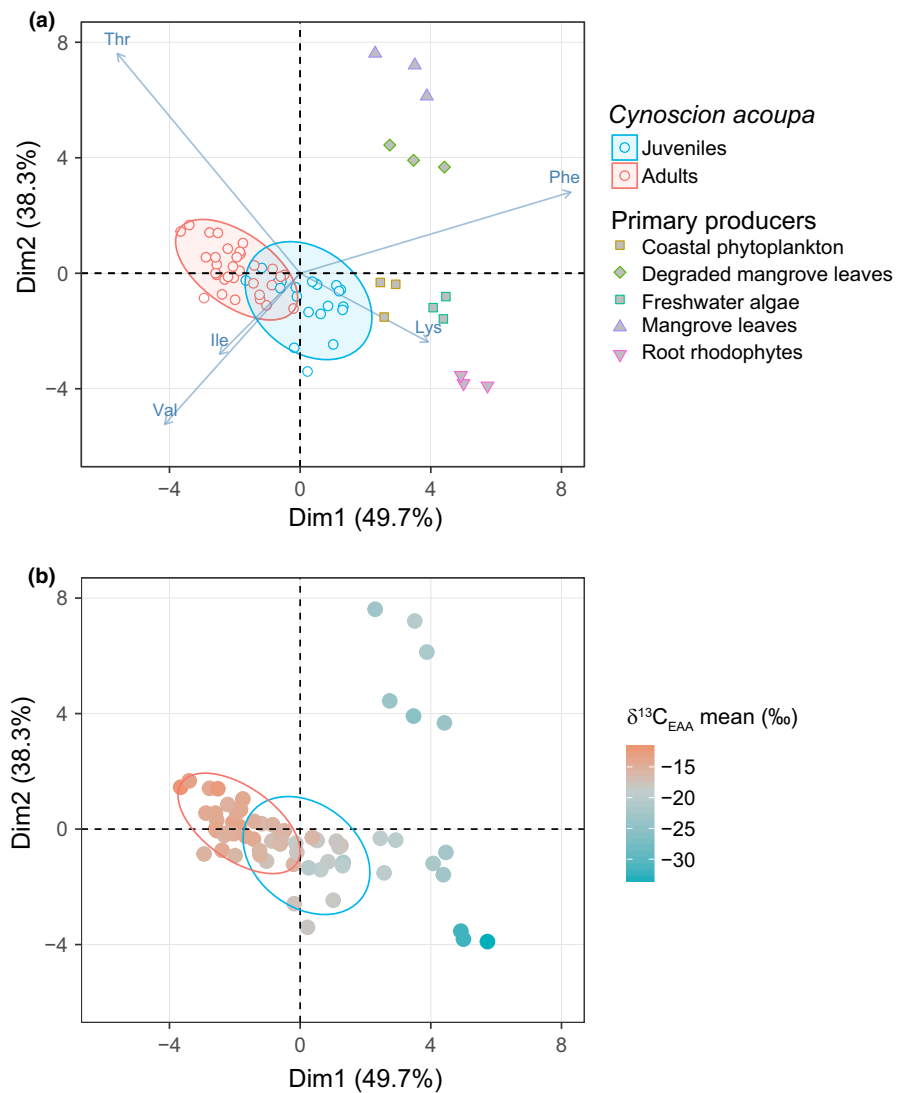 (a)
8
4
0
−4
Dim2 (38.3%)
Thr
Phe
Lys
Ile
Val
−4
0
4
8
Dim1 (49.7%)
Cynoscion acoupa
Juveniles
Adults
Primary producers
Coastal phytoplankton
Degraded mangrove leaves
Freshwater algae
Mangrove leaves
Root rhodophytes
(b)
8
4
0
−4
Dim2 (38.3%)
−4
0
4
8
Dim1 (49.7%)
δ¹³C_EAA mean (‰)
−15
−20
−25
−30